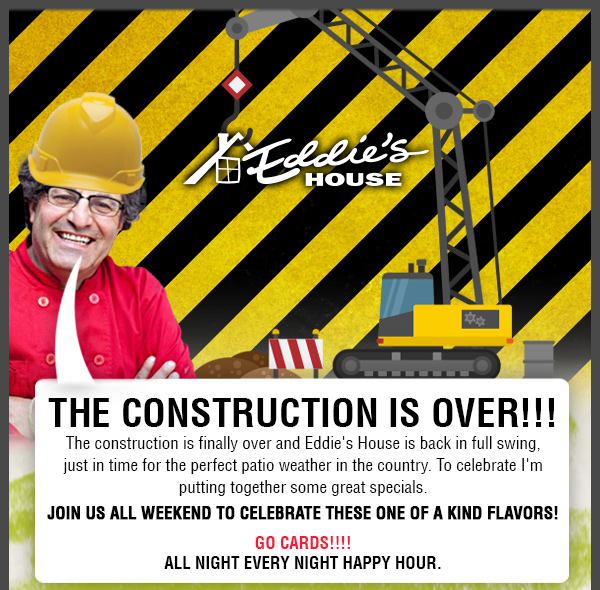 Eddie's
HOUSE
THE CONSTRUCTION IS OVER!!!
The construction is finally over and Eddie's House is back in full swing,
just in time for the perfect patio weather in the country. To celebrate I'm
putting together some great specials.
JOIN US ALL WEEKEND TO CELEBRATE THESE ONE OF A KIND FLAVORS!
GO CARDS!!!!
ALL NIGHT EVERY NIGHT HAPPY HOUR.